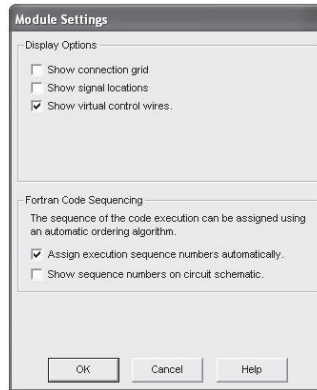 Module Settings
Display Options
Show connection grid
Show signal locations
Show virtual control wires.
Fortran Code Sequencing
The sequence of the code execution can be assigned using
an automatic ordering algorithm.
Assign execution sequence numbers automatically.
Show sequence numbers on circuit schematic.
OK
Cancel
Help